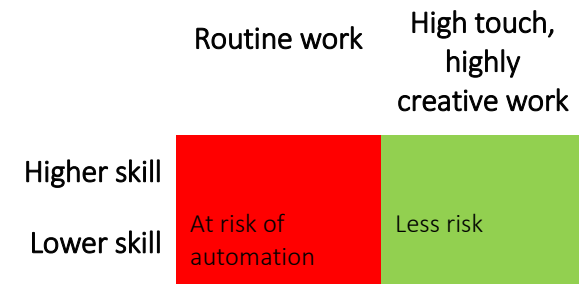 Routine work
High touch,
highly
creative work
Higher skill
Lower skill
At risk of
automation
Less risk